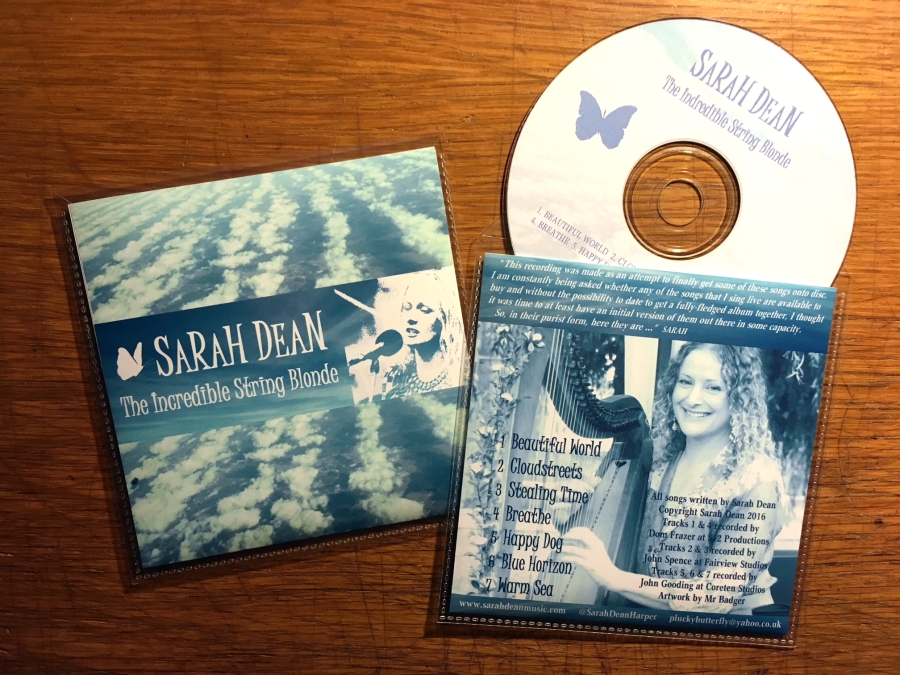 SARAH DEAN
The Incredible String Blonde
SARAH DEAN
The Indredible String Blonde
1. BEAUTIFUL WORLD 2.
4. BREATHE 5. HAPPY
"This recording was made as an attempt to finally get some of these songs onto disc.
I am constantly being asked whether any of the songs that I sing live are available to
buy and without the possibility to date to get a fully-fledged album together, I thought
it was time to at least have an initial version of them out there in some capacity.
So, in their purist form, here they are ..." SARAH
1 Beautiful World
2 Cloudstreets
3 Stealing Time
4 Breathe
5 Happy Dog
6 Blue Horizon
7 Warm Sea
All songs written by Sarah Dean
Copyright Sarah Dean 2016
Tracks 1 & 4 recorded by
Dom Frazer at Productions
Tracks 2 & 3 recorded by
John Spence at Fairview Studios
Tracks 5, 6 & 7 recorded by
John Gooding at Coreten Studios
Artwork by Mr Badger
www.sarahdeanmusic.com @SarahDeanHarper pluckybutterfly@yahoo.co.uk